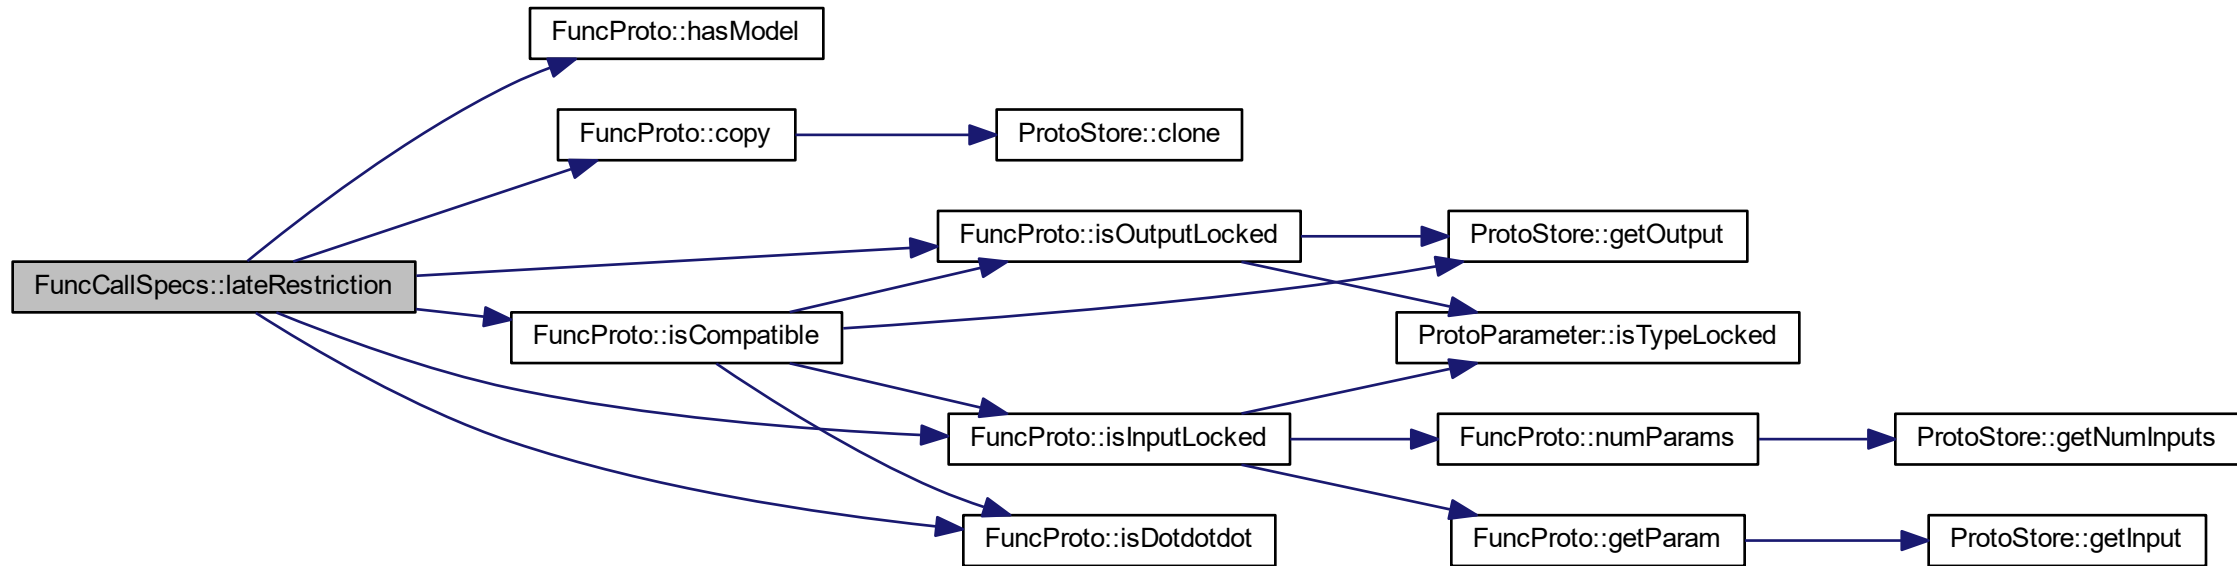 FuncProto::hasModel
FuncProto::copy
ProtoStore::clone
FuncProto::isOutputLocked
ProtoStore::getOutput
FuncCallSpecs::lateRestriction
FuncProto::isCompatible
ProtoParameter::isTypeLocked
FuncProto::isInputLocked
FuncProto::numParams
ProtoStore::getNumInputs
FuncProto::isDotdotdot
FuncProto::getParam
ProtoStore::getInput